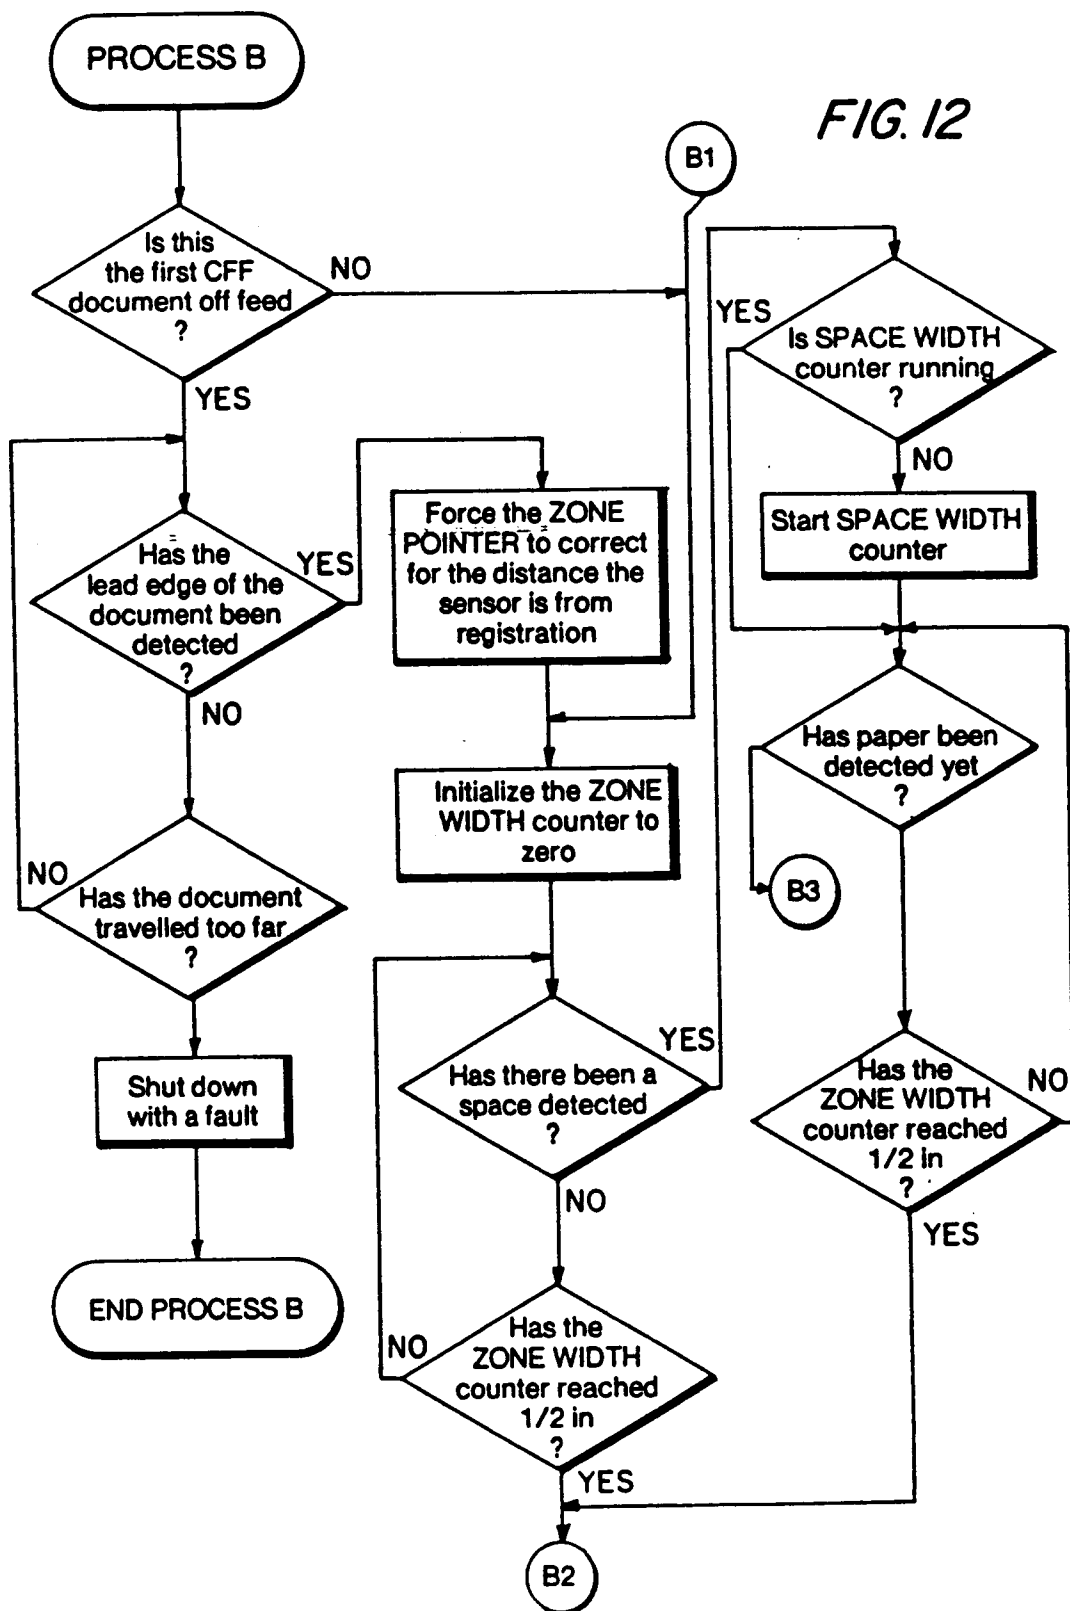 PROCESS B
FIG. 12
B1
Is this
the first CFF
document off feed
?
NO
YES
Has the
lead edge of the
document been
detected
?
YES
NO
Has the document
travelled too far
?
NO
Shut down
with a fault
END PROCESS B
Force the ZONE
POINTER to correct
for the distance the
sensor is from
registration
Initialize the ZONE
WIDTH counter to
zero
Has there been a
space detected
?
YES
NO
Has the
ZONE WIDTH
counter reached
1/2 in
?
NO
YES
B2
Is SPACE WIDTH
counter running
?
YES
NO
Start SPACE WIDTH
counter
Has paper been
detected yet
?
B3
Has the
ZONE WIDTH
counter reached
1/2 in
?
NO
YES